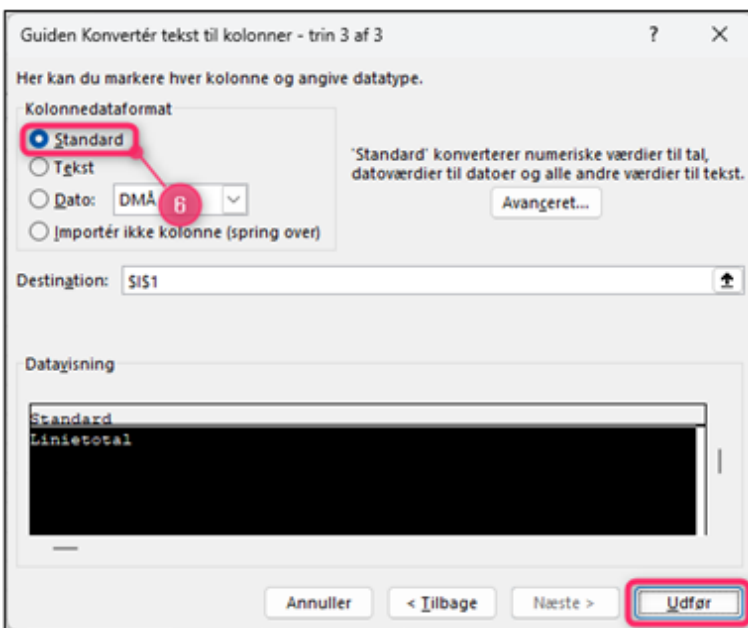 Guiden Konvertér tekst til kolonner - trin 3 af 3 ? ×
Her kan du markere hver kolonne og angive datatype.
Kolonnedataformat
Standard
Tekst
Dato: DMÅ
6
Importér ikke kolonne (spring over)
'Standard' konverterer numeriske værdier til tal,
datoværdier til datoer og alle andre værdier til tekst.
Avanceret...
Destination: $I$1
Datavisning
Standard
Linietotal
Annuller < Tilbage Næste > Udfør